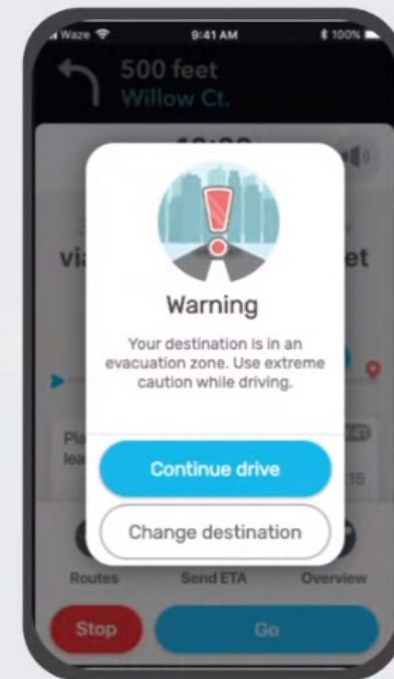 Waze 9:41 AM 100%
500 feet
Willow Ct.
Warning
Your destination is in an
evacuation zone. Use extreme
caution while driving.
Continue drive
Change destination
Routes Send ETA Overview
Stop Go